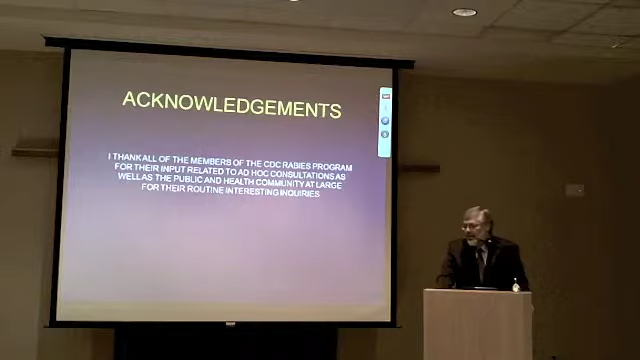 ACKNOWLEDGEMENTS
I THANK ALL OF THE MEMBERS OF THE CDC RABIES PROGRAM
FOR THEIR INPUT RELATED TO AD HOC CONSULTATIONS AS
WELL AS THE PUBLIC AND HEALTH COMMUNITY AT LARGE
FOR THEIR ROUTINE INTERESTING INQUIRIES